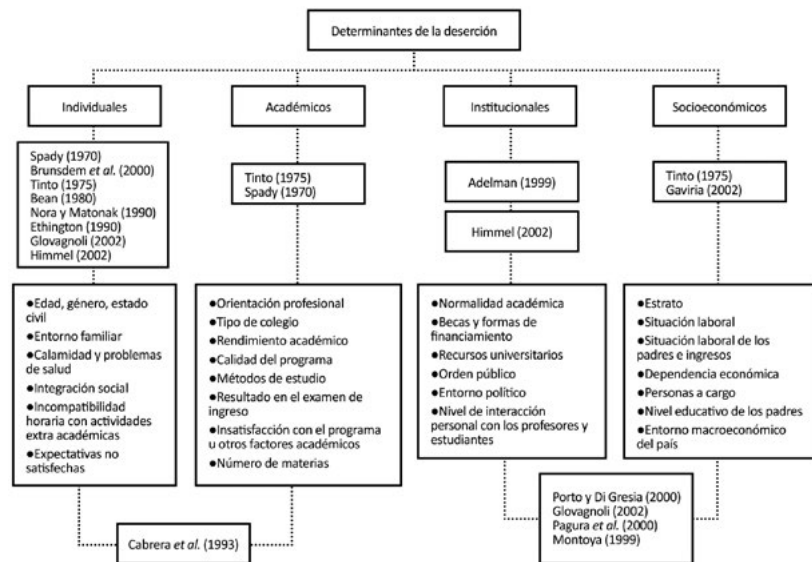 Determinantes de la deserción
Individuales
Académicos
Institucionales
Socioeconómicos
Spady (1970)
Brunsdem et al. (2000)
Tinto (1975)
Bean (1980)
Nora y Matonak (1990)
Ethington (1990)
Glovagnoli (2002)
Himmel (2002)
Tinto (1975)
Spady (1970)
Adelman (1999)
Himmel (2002)
Tinto (1975)
Gaviria (2002)
●Edad, género, estado
civil
●Entorno familiar
●Calamidad y problemas
de salud
●Integración social
●Incompatibilidad
horaria con actividades
extra académicas
●Expectativas no
satisfechas
●Orientación profesional
●Tipo de colegio
●Rendimiento académico
●Calidad del programa
●Métodos de estudio
●Resultado en el examen de
ingreso
●Insatisfacción con el programa
u otros factores académicos
●Número de materias
●Normalidad académica
●Becas y formas de
financiamiento
●Recursos universitarios
●Orden público
●Entorno político
●Nivel de interacción
personal con los profesores y
estudiantes
●Estrato
●Situación laboral
●Situación laboral de los
padres e ingresos
●Dependencia económica
●Personas a cargo
●Nivel educativo de los padres
●Entorno macroeconómico
del país
Cabrera et al. (1993)
Porto y Di Gresia (2000)
Glovagnoli (2002)
Pagura et al. (2000)
Montoya (1999)